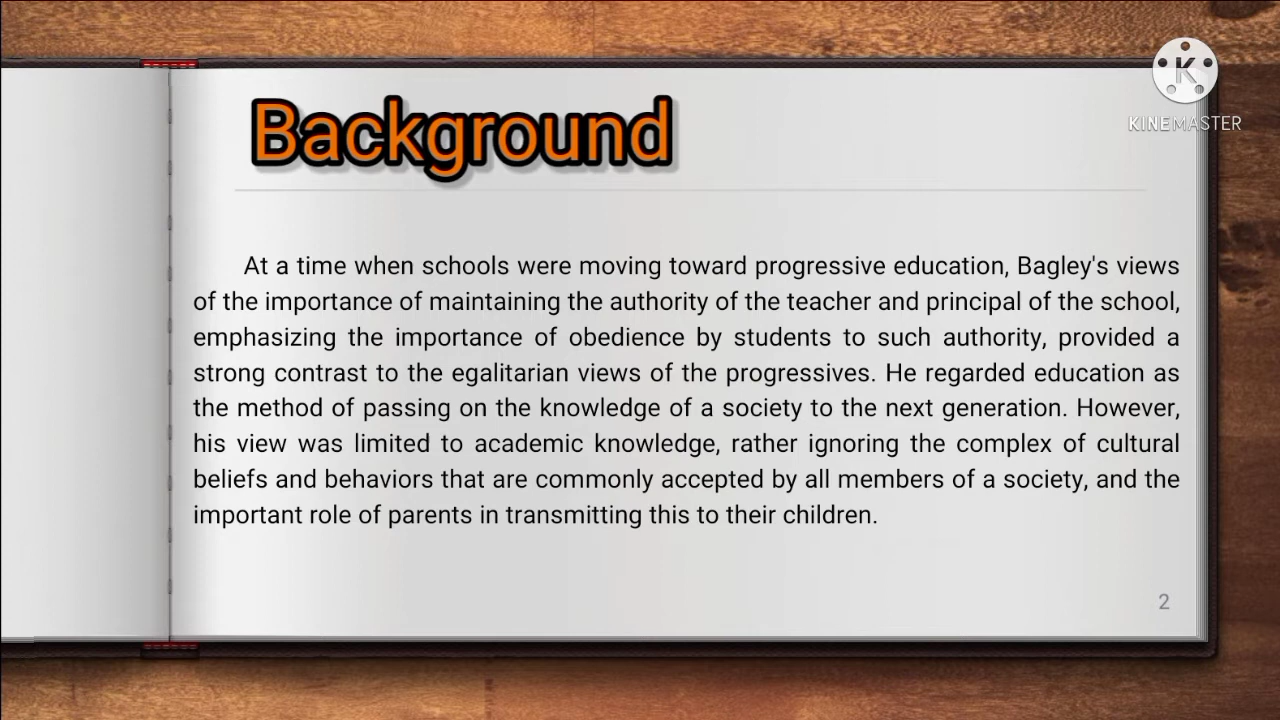 Background
K
KINEMASTER
At a time when schools were moving toward progressive education, Bagley's views
of the importance of maintaining the authority of the teacher and principal of the school,
emphasizing the importance of obedience by students to such authority, provided a
strong contrast to the egalitarian views of the progressives. He regarded education as
the method of passing on the knowledge of a society to the next generation. However,
his view was limited to academic knowledge, rather ignoring the complex of cultural
beliefs and behaviors that are commonly accepted by all members of a society, and the
important role of parents in transmitting this to their children.
2